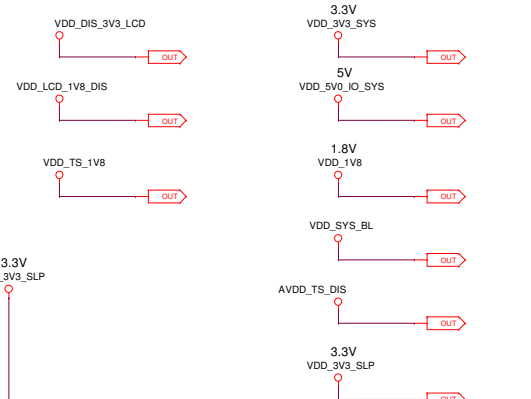 VDD_DIS_3V3_LCD
OUT
VDD_LCD_1V8_DIS
OUT
VDD_TS_1V8
OUT
3.3V
_3V3_SLP
3.3V
VDD_3V3_SYS
OUT
5V
VDD_5V0_IO_SYS
OUT
1.8V
VDD_1V8
OUT
VDD_SYS_BL
OUT
AVDD_TS_DIS
OUT
3.3V
VDD_3V3_SLP
OUT